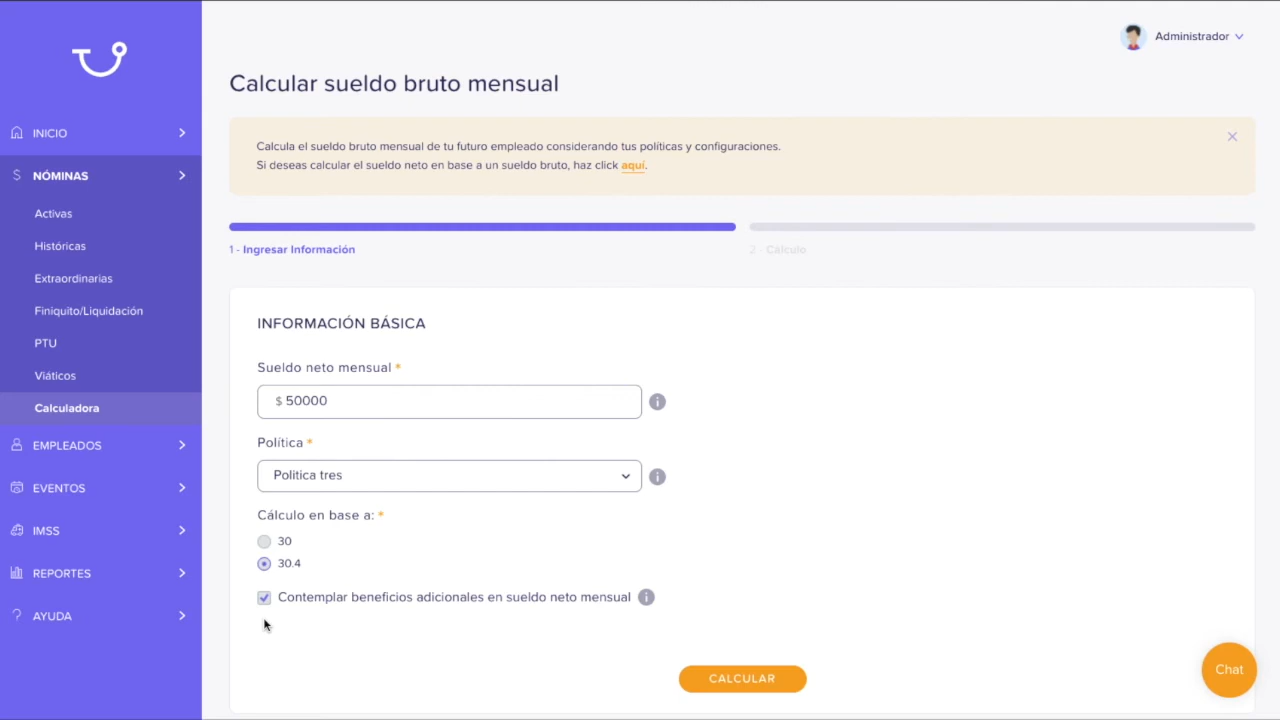 Administrador
Calcular sueldo bruto mensual
Calcula el sueldo bruto mensual de tu futuro empleado considerando tus políticas y configuraciones.
Si deseas calcular el sueldo neto en base a un sueldo bruto, haz click aquí.
1 - Ingresar Información
2 - Cálculo
INICIO
NÓMINAS
Activas
Históricas
Extraordinarias
Finiquito/Liquidación
PTU
Viáticos
Calculadora
EMPLEADOS
EVENTOS
IMSS
REPORTES
AYUDA
INFORMACIÓN BÁSICA
Sueldo neto mensual *
$ 50000
Política *
Politica tres
Cálculo en base a: *
30
30.4
Contemplar beneficios adicionales en sueldo neto mensual
CALCULAR
Chat